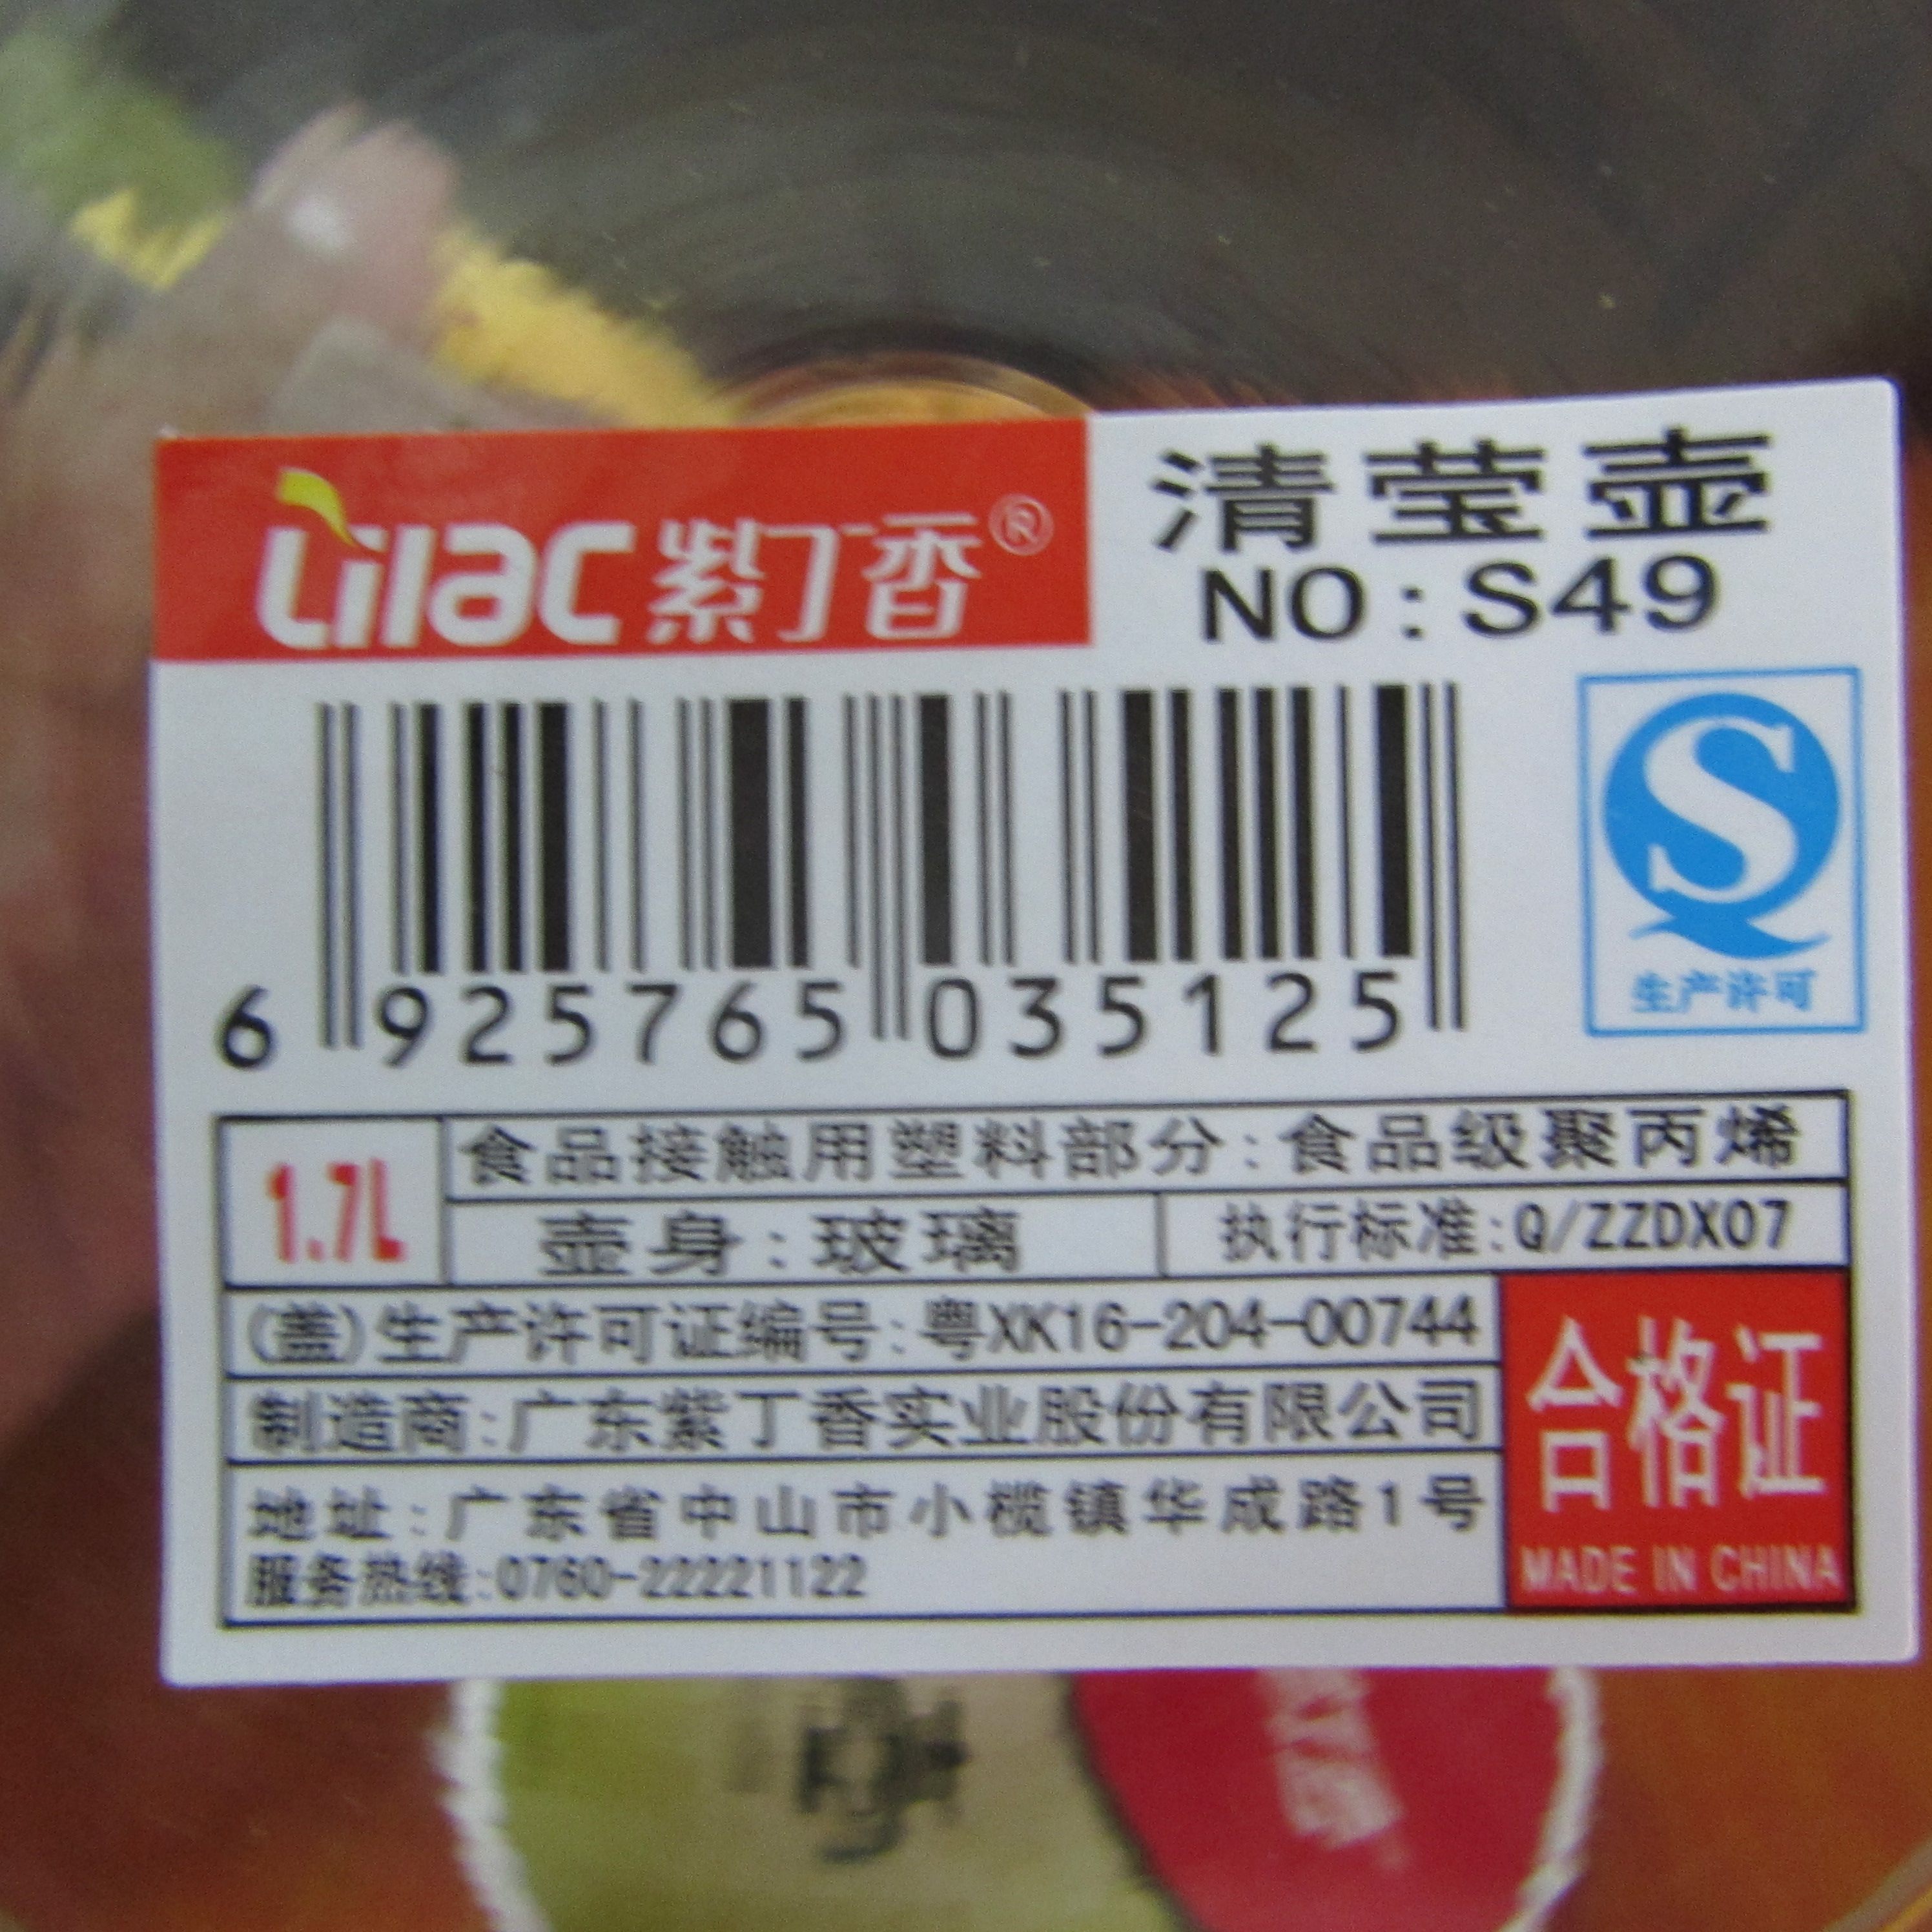 Lilac 紫丁香®
清莹壶
NO:S49
6 925765 035125
生产许可
1.7L
食品接触用塑料部分:食品级聚丙烯
壶身:玻璃
执行标准:Q/ZZDX07
(盖)生产许可证编号:粤XK16-204-00744
制造商:广东紫丁香实业股份有限公司
地址:广东省中山市小榄镇华成路1号
服务热线:0760-22221122
合格证
MADE IN CHINA